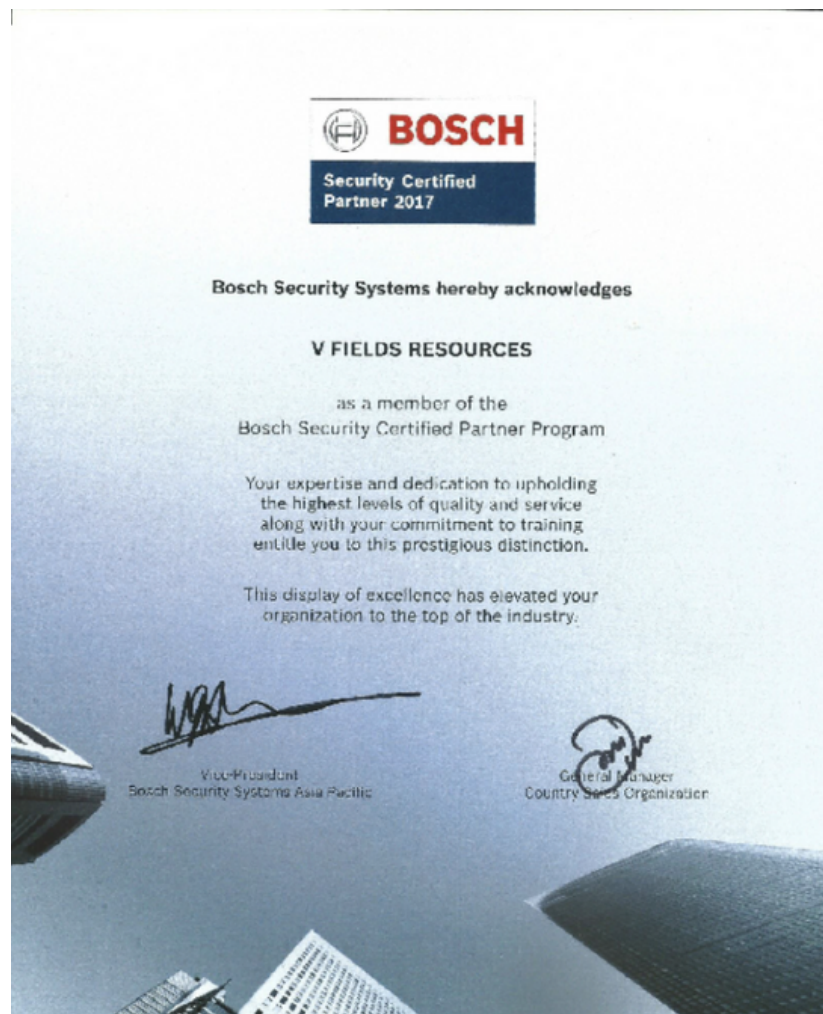 BOSCH
Security Certified
Partner 2017
Bosch Security Systems hereby acknowledges
V FIELDS RESOURCES
as a member of the
Bosch Security Certified Partner Program
Your expertise and dedication to upholding
the highest levels of quality and service
along with your commitment to training
entitle you to this prestigious distinction.
This display of excellence has elevated your
organization to the top of the industry.
Vice-President
Bosch Security Systems Asia Pacific
General Manager
Country Sales Organization